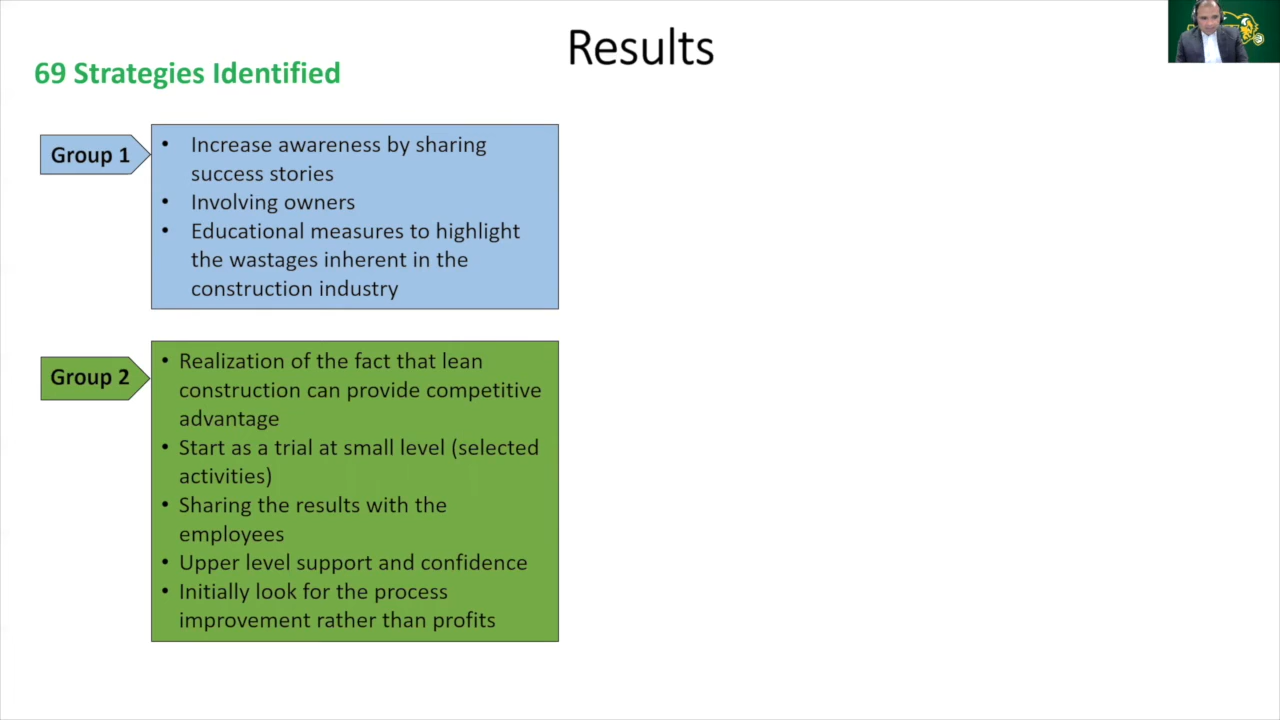 Results
69 Strategies Identified
Group 1
• Increase awareness by sharing
success stories
• Involving owners
• Educational measures to highlight
the wastages inherent in the
construction industry
Group 2
• Realization of the fact that lean
construction can provide competitive
advantage
• Start as a trial at small level (selected
activities)
• Sharing the results with the
employees
• Upper level support and confidence
• Initially look for the process
improvement rather than profits